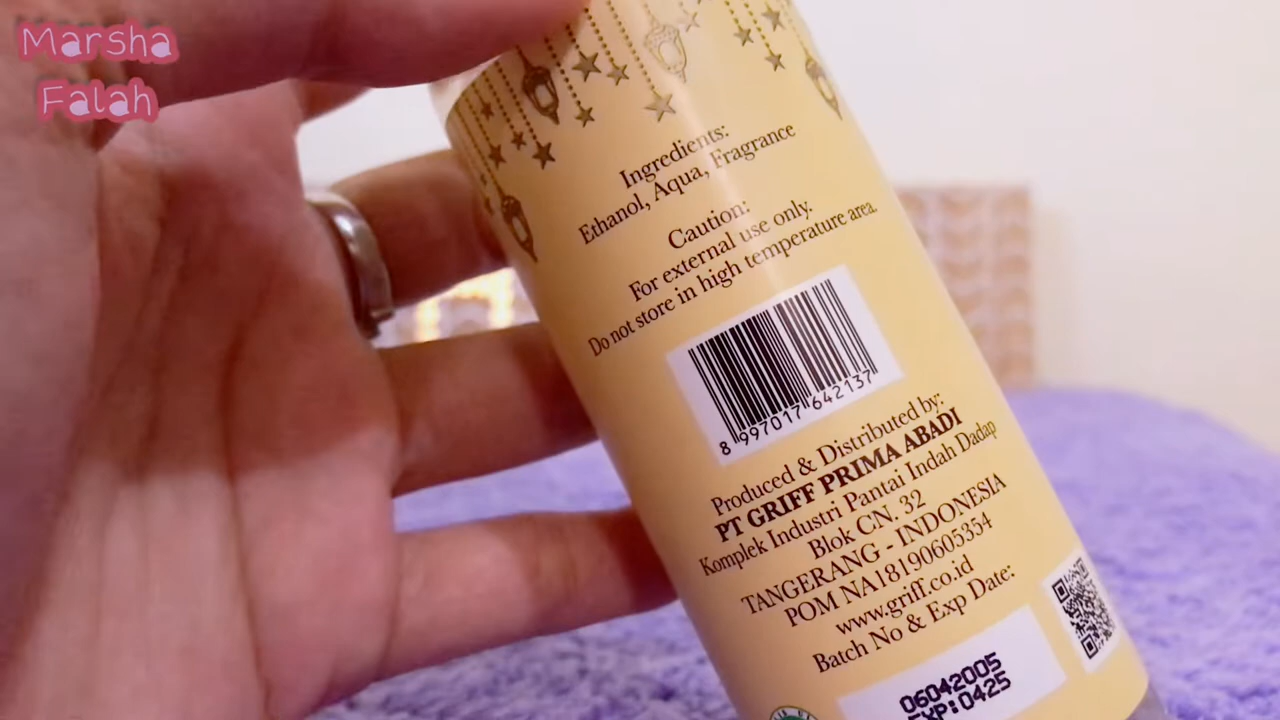 Marsha
Falah
Ingredients:
Ethanol, Aqua, Fragrance
Caution:
For external use only.
Do not store in high temperature area.
8 997017 642137
Produced & Distributed by:
PT GRIFF PRIMA ABADI
Komplek Industri Pantai Indah Dadap
Blok CN. 32
TANGERANG - INDONESIA
POM NA18190605354
www.griff.co.id
Batch No & Exp Date:
06042005
EXP:0425